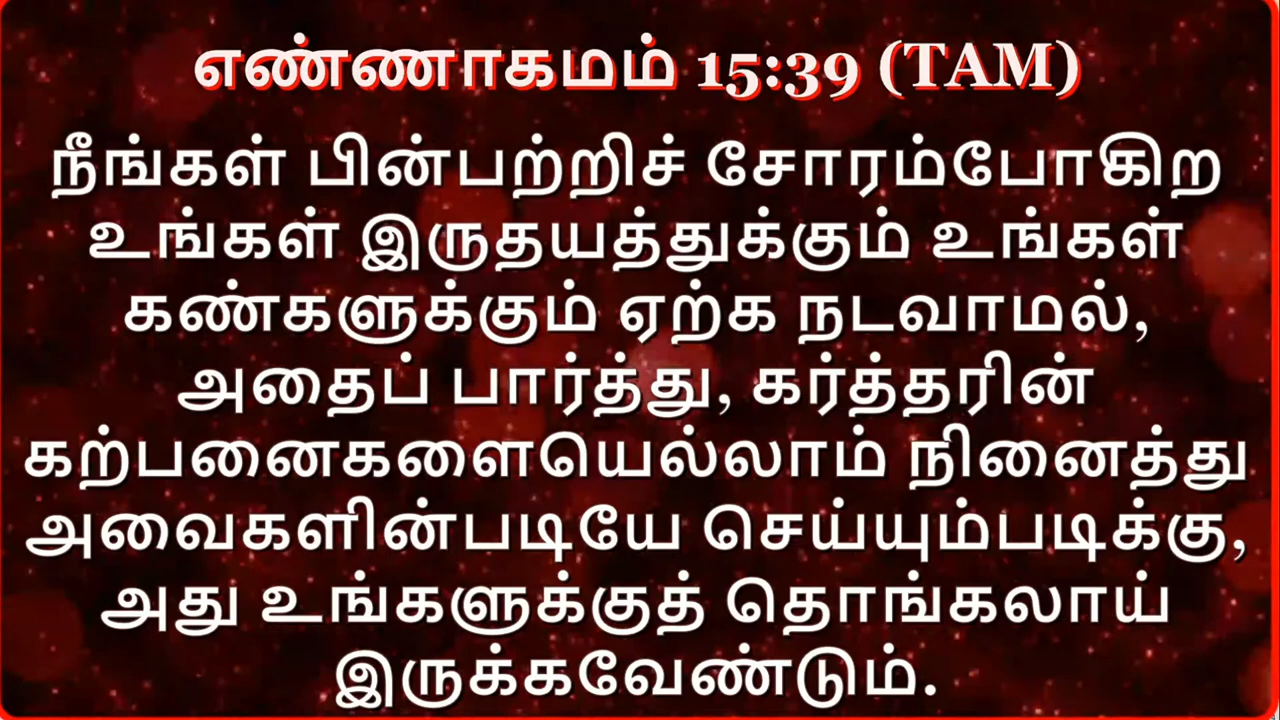 எண்ணாகமம் 15:39 (TAM)
நீங்கள் பின்பற்றிச் சோரம்போகிற
உங்கள் இருதயத்துக்கும் உங்கள்
கண்களுக்கும் ஏற்க நடவாமல்,
அதைப் பார்த்து, கர்த்தரின்
கற்பனைகளையெல்லாம் நினைத்து
அவைகளின்படியே செய்யும்படிக்கு,
அது உங்களுக்குத் தொங்கலாய்
இருக்கவேண்டும்.